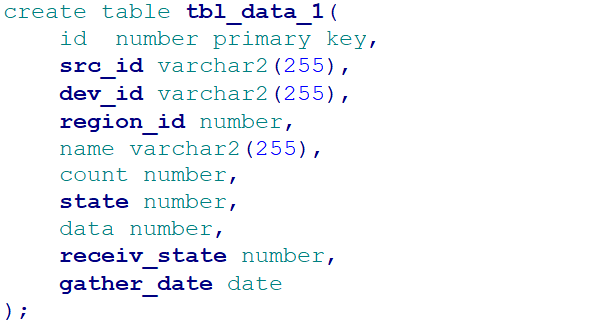 create table tbl_data_1(
id  number primary key,
src_id varchar2(255),
dev_id varchar2(255),
region_id number,
name varchar2(255),
count number,
state number,
data number,
receiv_state number,
gather_date date
);